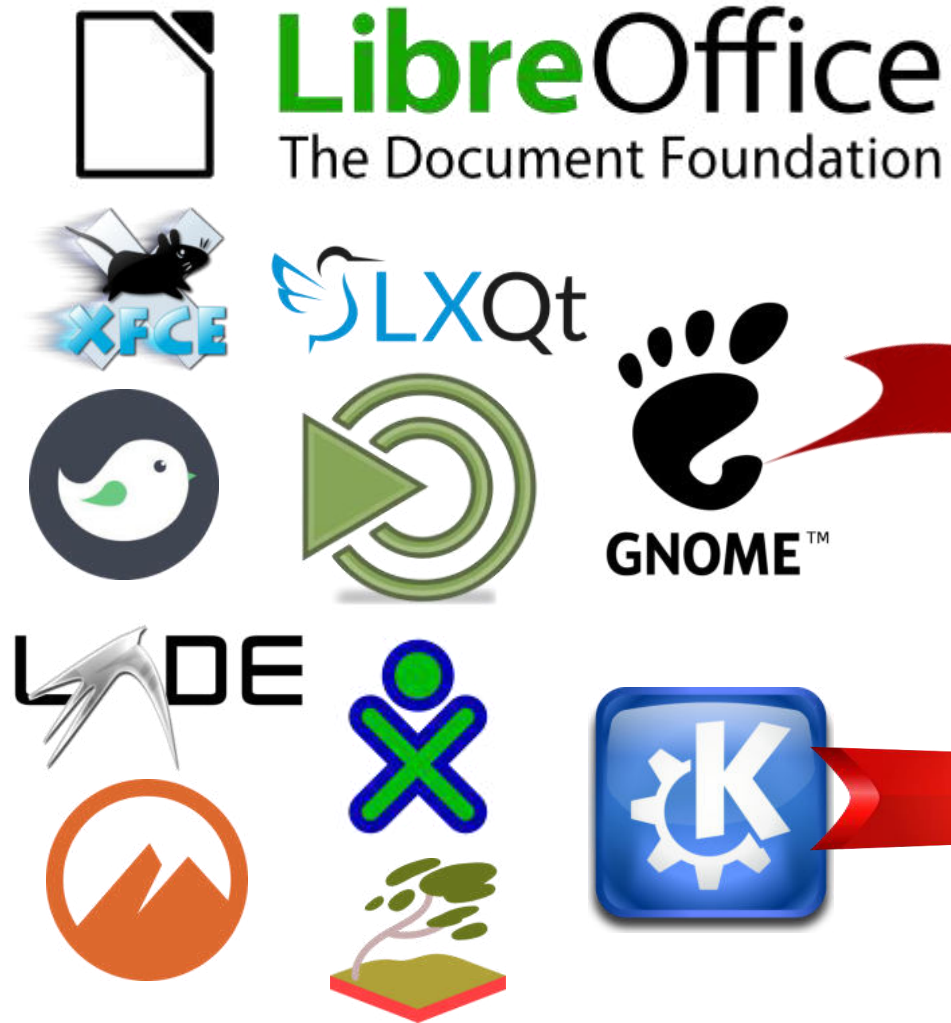 LibreOffice
The Document Foundation
XFCE
LXQt
GNOME™
LXDE
K